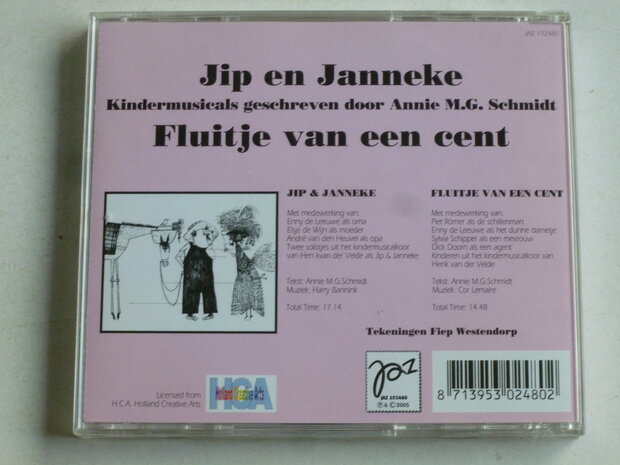 JAZ 192480
Jip en Janneke
Kindermusicals geschreven door Annie M.G. Schmidt
Fluitje van een cent
JIP & JANNEKE
Met medewerking van:
Enny de Leeuwe als oma
Elsje de Wijn als moeder
André van den Heuvel als opa
Twee solistjes uit het kindermusicalkoor
van Hen kvan der Velde als Jip & Janneke
Tekst: Annie M.G.Schmidt
Muziek: Harry Bannink
Total Time: 17.14
FLUITJE VAN EEN CENT
Met medewerking van:
Piet Römer als de schillenman
Enny de Leeuwe als het dunne dametje
Sylvia Schipper als een mevrouw
Dick Doorn als een agent
Kinderen uit het kindermusicalkoor van
Henk van der Velde
Tekst: Annie M.G.Schmidt
Muziek: Cor Lemaire
Total Time: 14.48
Tekeningen Fiep Westendorp
Licensed from
H.C.A. Holland Creative Arts
HCA
Holland Creative Arts
Jaz
JAZ 192480
℗ & © 2005
8 713953 024802